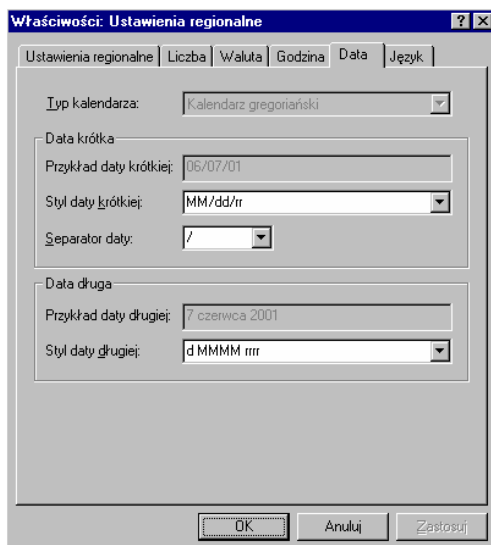 Właściwości: Ustawienia regionalne
Ustawienia regionalne Liczba Waluta Godzina Data Język
Typ kalendarza: Kalendarz gregoriański
Data krótka
Przykład daty krótkiej: 06/07/01
Styl daty krótkiej: MM/dd/rr
Separator daty: /
Data długa
Przykład daty długiej: 7 czerwca 2001
Styl daty długiej: d MMMM rrrr
OK Anuluj Zastosuj